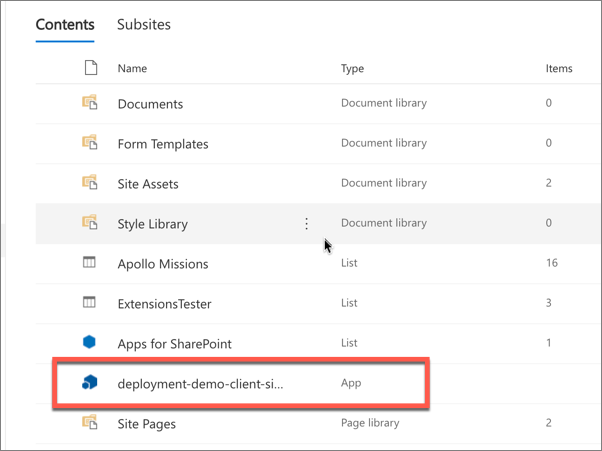 Contents Subsites
Name Type Items
Documents Document library 0
Form Templates Document library 0
Site Assets Document library 2
Style Library Document library 0
Apollo Missions List 16
ExtensionsTester List 3
Apps for SharePoint List 1
deployment-demo-client-si... App
Site Pages Page library 2